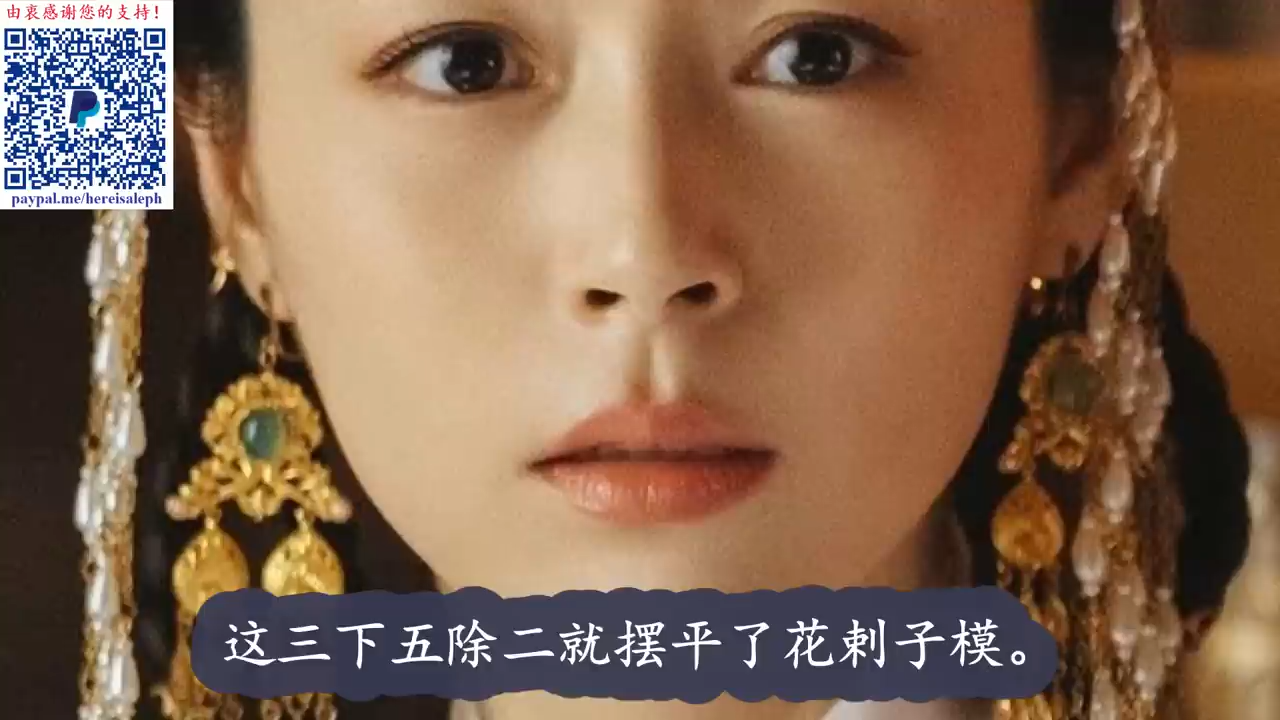 由衷感谢您的支持！
paypal.me/hereisaleph
这三下五除二就摆平了花剌子模。